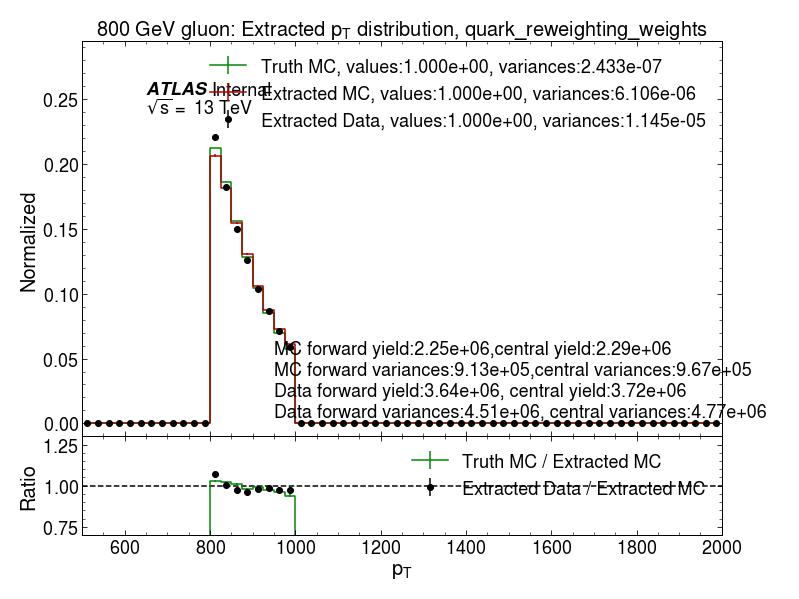 800 GeV gluon: Extracted pT distribution, quark_reweighting_weights
Truth MC, values:1.000e+00, variances:2.433e-07
ATLAS Internal
Extracted MC, values:1.000e+00, variances:6.106e-06
√s = 13 TeV
Extracted Data, values:1.000e+00, variances:1.145e-05
Normalized
0.25
0.20
0.15
0.10
0.05
0.00
MC forward yield:2.25e+06,central yield:2.29e+06
MC forward variances:9.13e+05,central variances:9.67e+05
Data forward yield:3.64e+06, central yield:3.72e+06
Data forward variances:4.51e+06, central variances:4.77e+06
Ratio
1.25
1.00
0.75
Truth MC / Extracted MC
Extracted Data / Extracted MC
600 800 1000 1200 1400 1600 1800 2000
pT